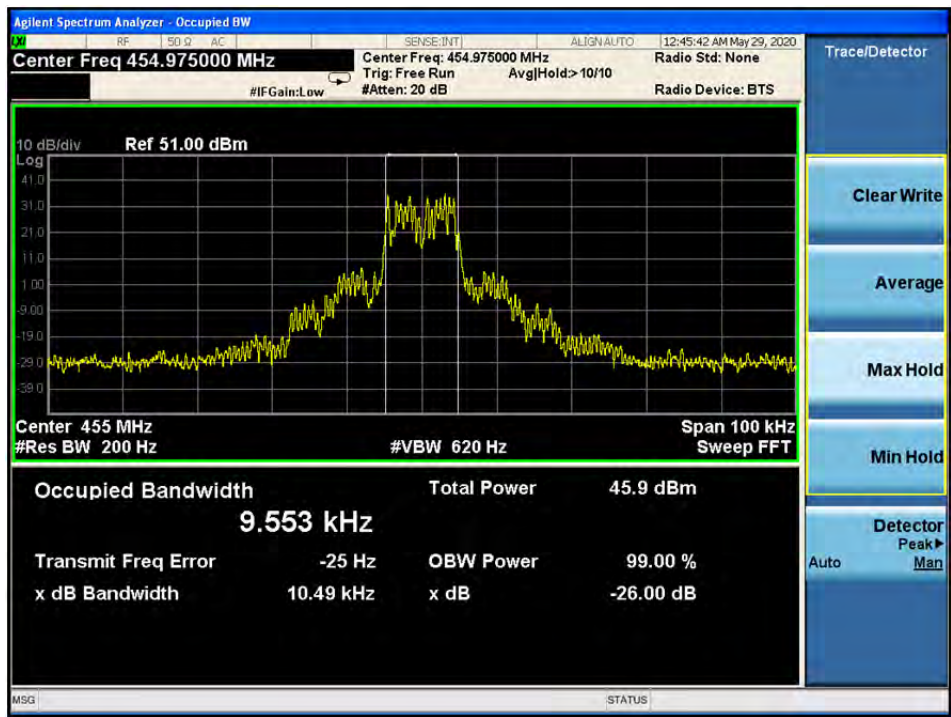 Agilent Spectrum Analyzer - Occupied BW
LXI RF 50 Ω AC SENSE:INT ALIGN AUTO 12:45:42 AM May 29, 2020
Center Freq 454.975000 MHz
Center Freq: 454.975000 MHz
Radio Std: None
Trig: Free Run Avg|Hold:> 10/10
#IFGain:Low
#Atten: 20 dB
Radio Device: BTS
10 dB/div Ref 51.00 dBm
Log
41.0
31.0
21.0
11.0
1.00
-9.00
-19.0
-29.0
-39.0
Center 455 MHz Span 100 kHz
#Res BW 200 Hz #VBW 620 Hz Sweep FFT
Occupied Bandwidth Total Power 45.9 dBm
9.553 kHz
Transmit Freq Error -25 Hz OBW Power 99.00 %
x dB Bandwidth 10.49 kHz x dB -26.00 dB
MSG STATUS
Trace/Detector
Clear Write
Average
Max Hold
Min Hold
Detector
Peak▶
Auto Man